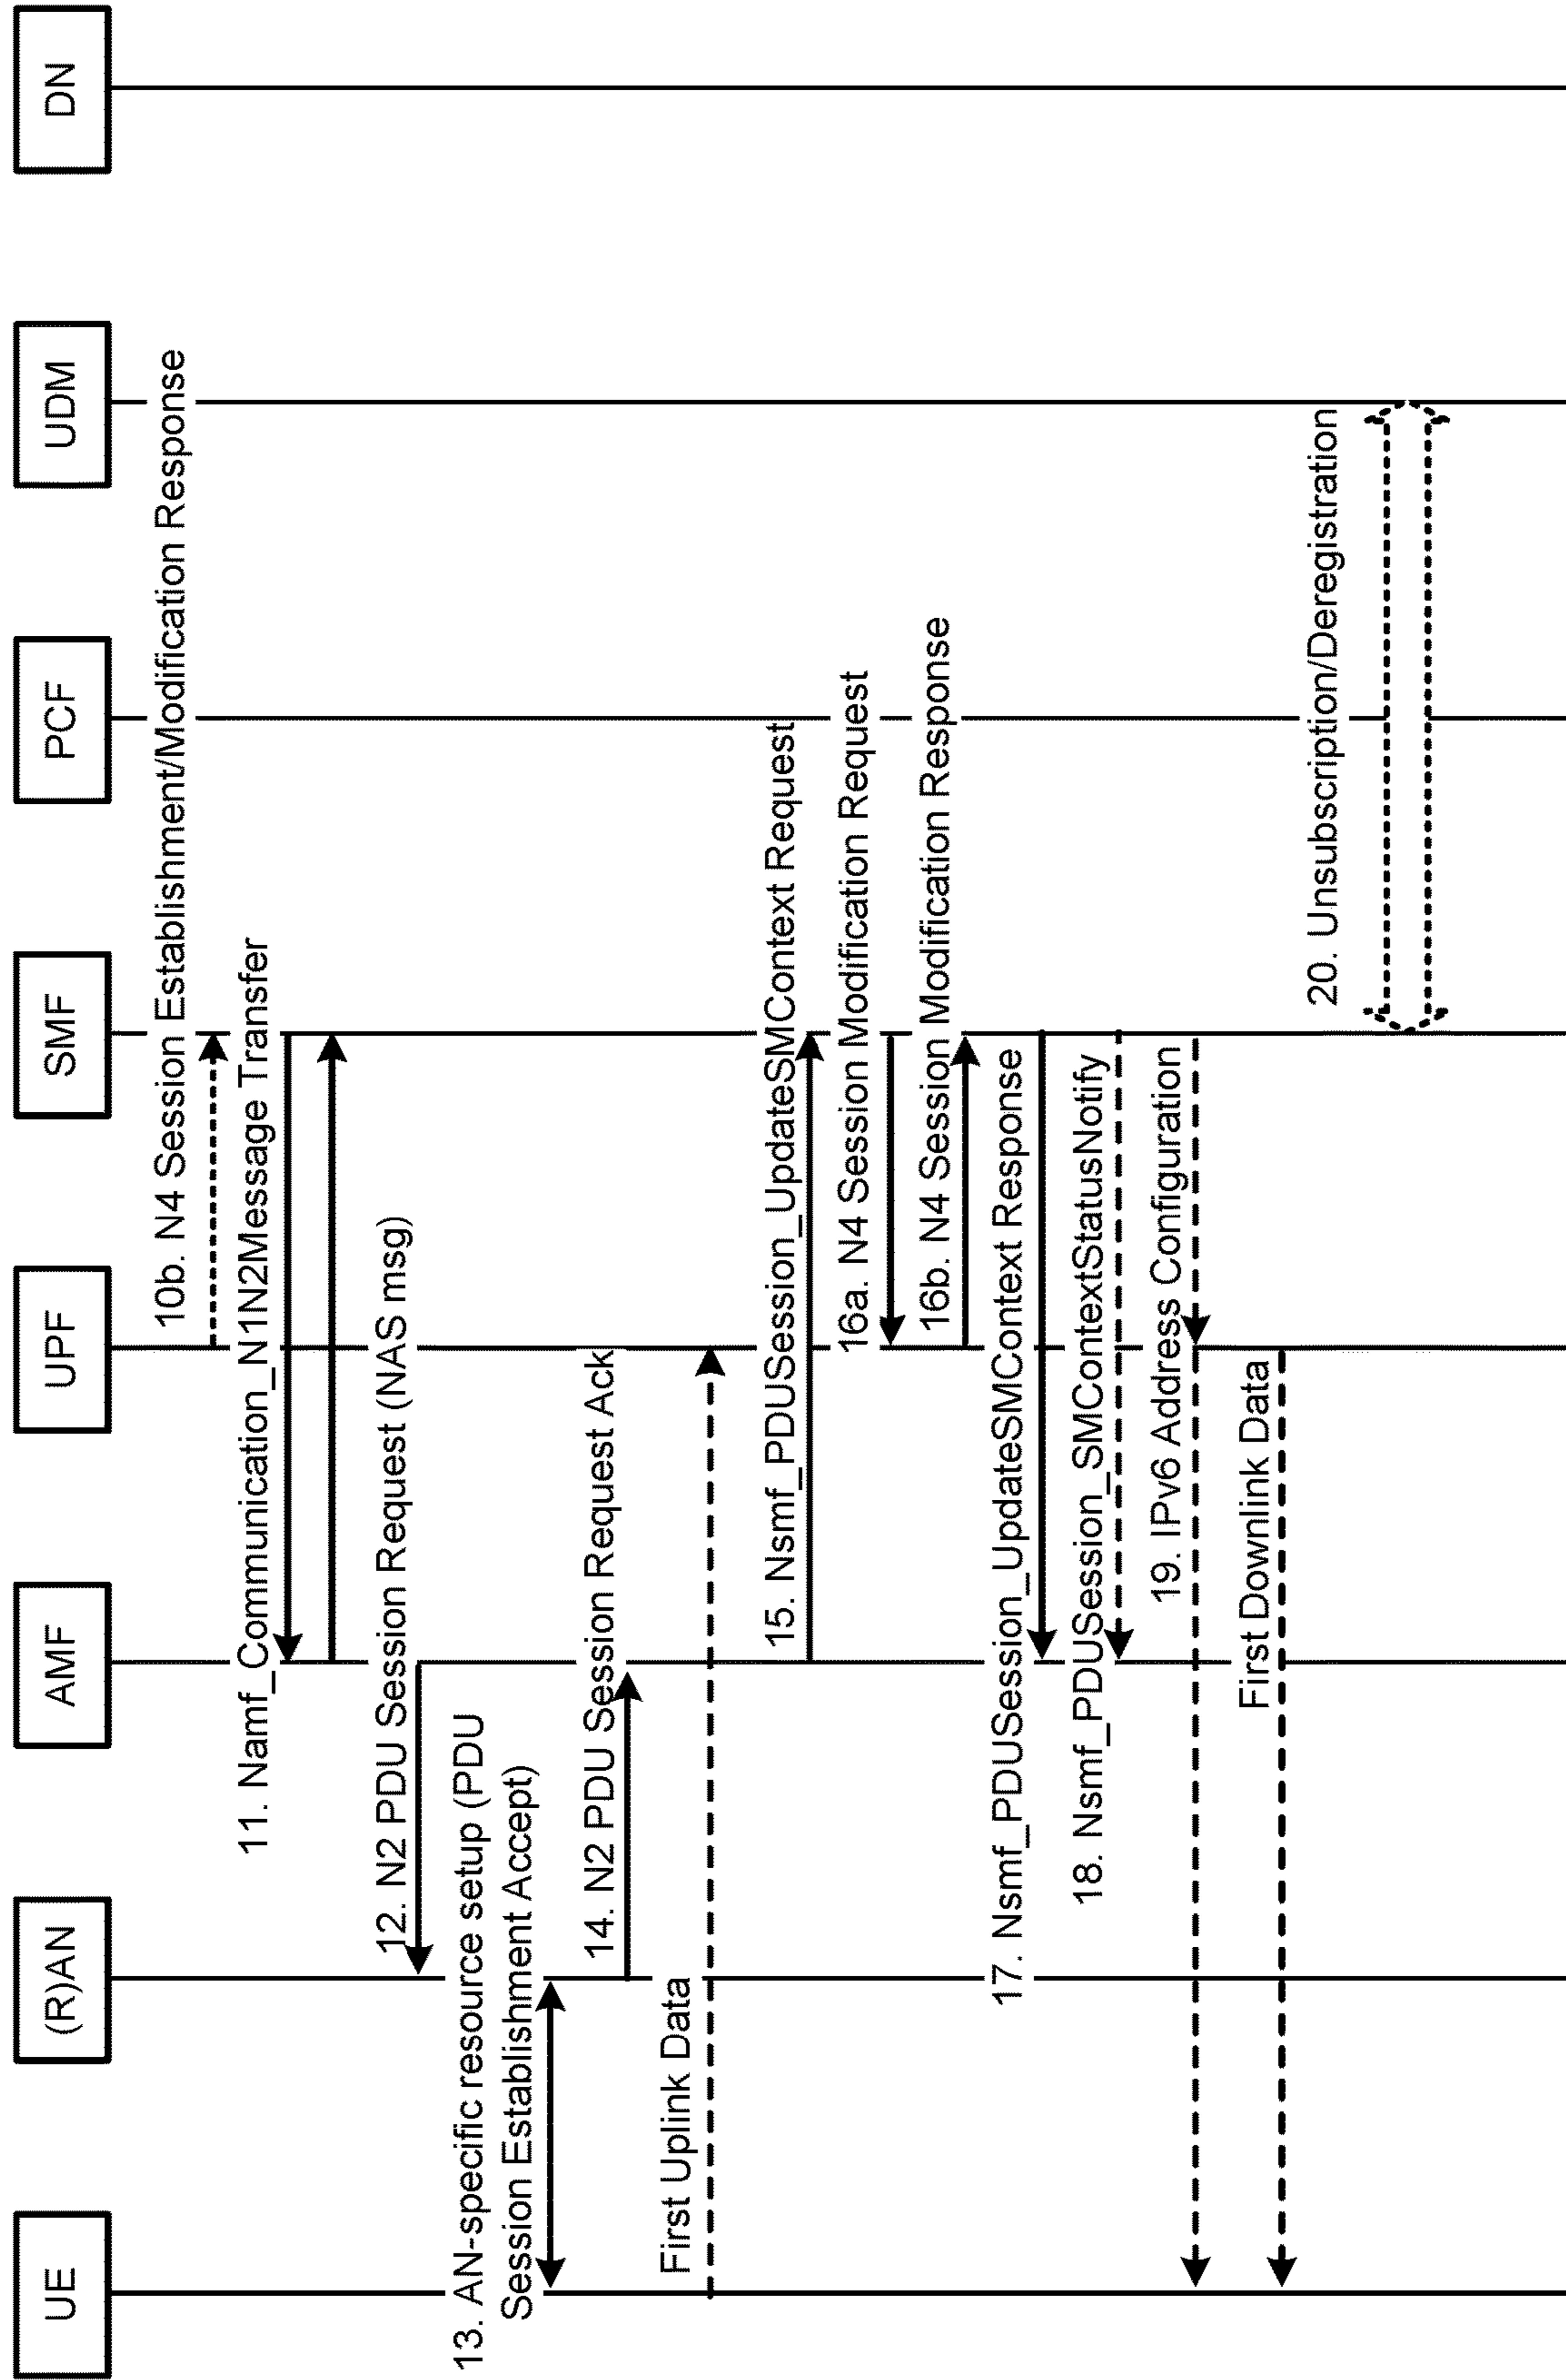 UE
(R)AN
AMF
UPF
SMF
PCF
UDM
DN
10b. N4 Session Establishment/Modification Response
11. Namf_Communication_N1N2Message Transfer
12. N2 PDU Session Request (NAS msg)
13. AN-specific resource setup (PDU
Session Establishment Accept)
14. N2 PDU Session Request Ack
First Uplink Data
15. Nsmf_PDUSession_UpdateSMContext Request
16a. N4 Session Modification Request
16b. N4 Session Modification Response
17. Nsmf_PDUSession_UpdateSMContext Response
18. Nsmf_PDUSession_SMContextStatusNotify
19. IPv6 Address Configuration
First Downlink Data
20. Unsubscription/Deregistration